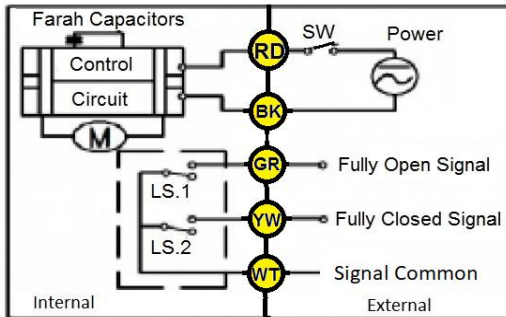 Farah Capacitors
Control
Circuit
M
RD
SW
Power
BK
GR
Fully Open Signal
LS.1
YW
Fully Closed Signal
LS.2
WT
Signal Common
Internal
External